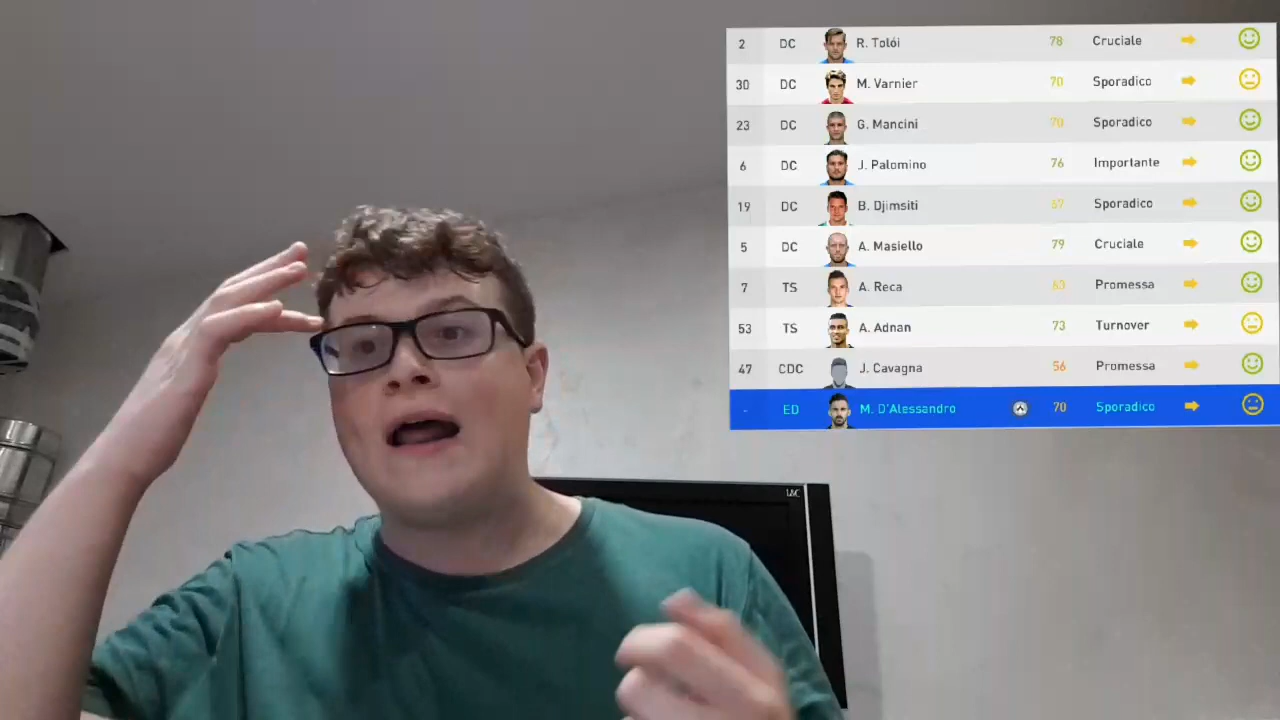 2 DC R. Tolói 78 Cruciale
30 DC M. Varnier 70 Sporadico
23 DC G. Mancini 70 Sporadico
6 DC J. Palomino 76 Importante
19 DC B. Djimsiti 67 Sporadico
5 DC A. Masiello 79 Cruciale
7 TS A. Reca 63 Promessa
53 TS A. Adnan 73 Turnover
47 CDC J. Cavagna 56 Promessa
- ED M. D'Alessandro 70 Sporadico